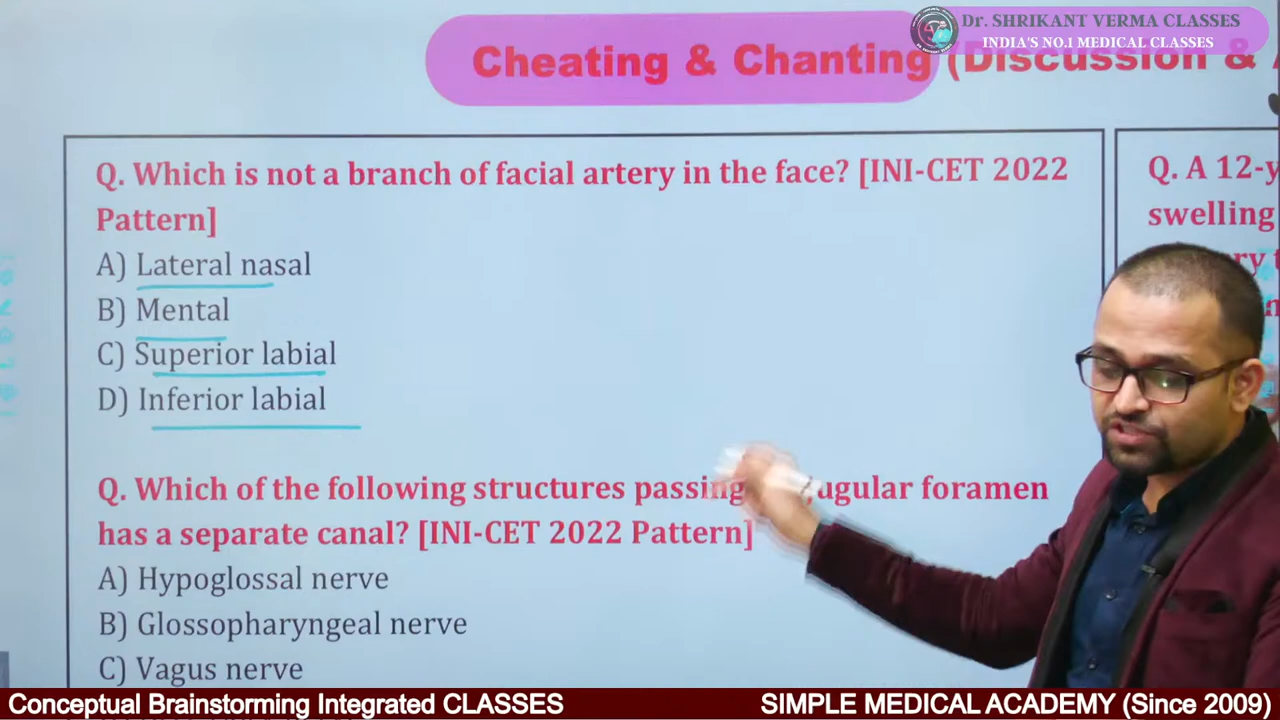 Dr. SHRIKANT VERMA CLASSES
INDIA'S NO.1 MEDICAL CLASSES
Cheating & Chanting (Discussion &
Q. Which is not a branch of facial artery in the face? [INI-CET 2022
Pattern]
A) Lateral nasal
B) Mental
C) Superior labial
D) Inferior labial
Q. Which of the following structures passing jugular foramen
has a separate canal? [INI-CET 2022 Pattern]
A) Hypoglossal nerve
B) Glossopharyngeal nerve
C) Vagus nerve
Q. A 12-y
swelling
Conceptual Brainstorming Integrated CLASSES
SIMPLE MEDICAL ACADEMY (Since 2009)